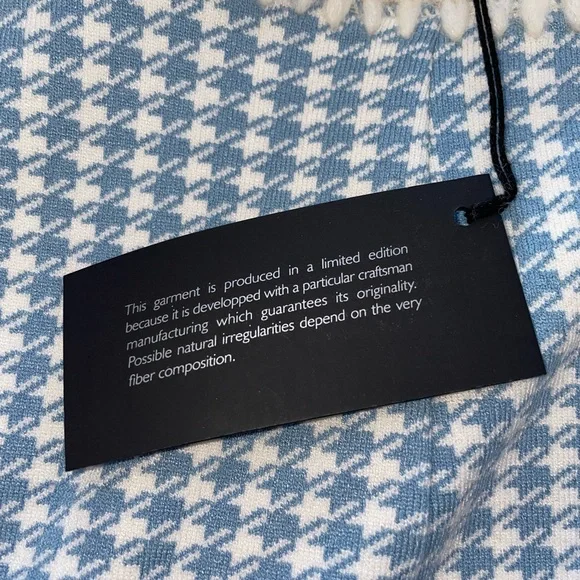 This garment is produced in a limited edition
because it is developped with a particular craftsman
manufacturing which guarantees its originality.
Possible natural irregularities depend on the very
fiber composition.